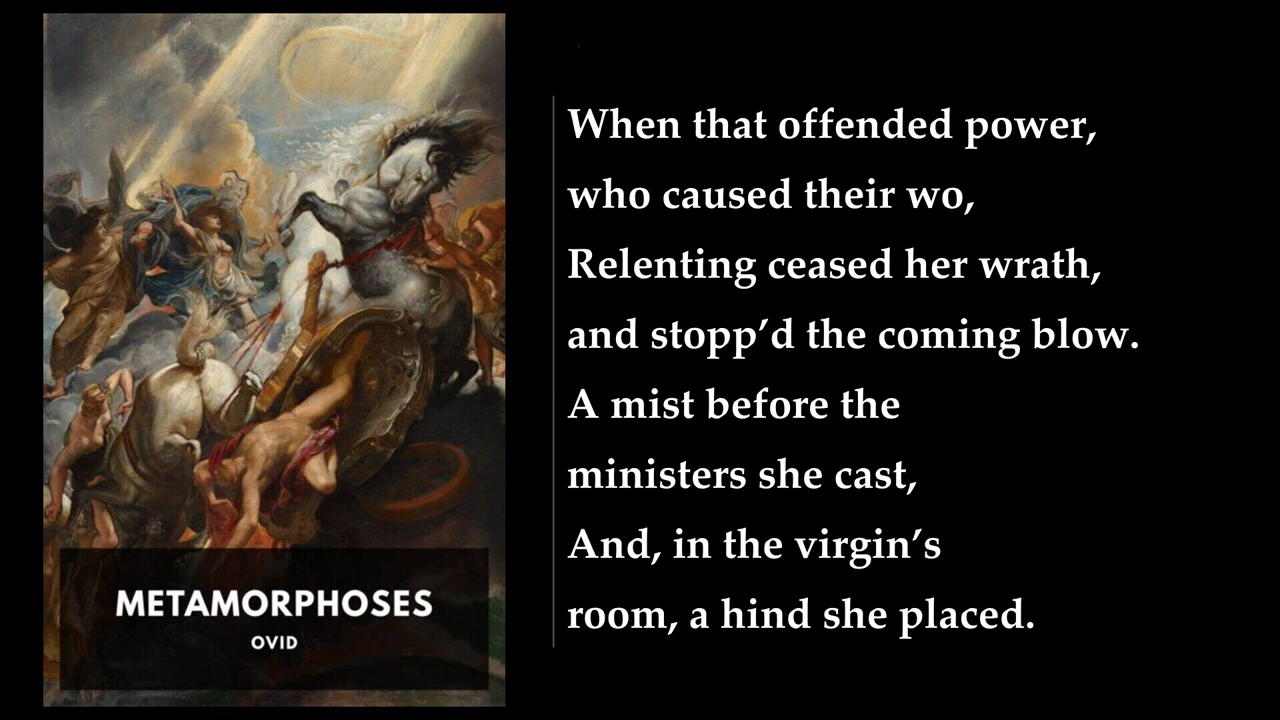 METAMORPHOSES
OVID
When that offended power,
who caused their wo,
Relenting ceased her wrath,
and stopp’d the coming blow.
A mist before the
ministers she cast,
And, in the virgin’s
room, a hind she placed.